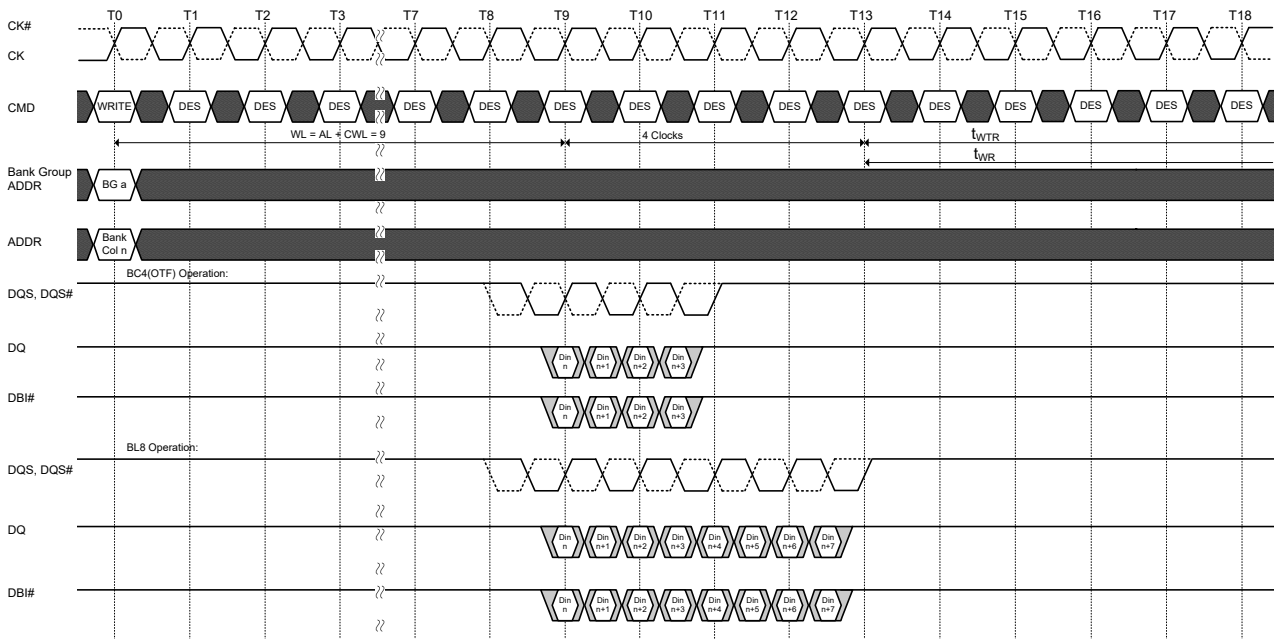 T0 T1 T2 T3 T7 T8 T9 T10 T11 T12 T13 T14 T15 T16 T17 T18
CK#
CK
CMD WRITE DES DES DES DES DES DES DES DES DES DES DES DES DES DES DES
WL = AL + CWL = 9 4 Clocks tWTR
tWR
Bank Group
ADDR
BG a
ADDR
Bank
Col n
BC4(OTF) Operation:
DQS, DQS#
DQ
Din Din Din Din
n n+1 n+2 n+3
DBI#
Din Din Din Din
n n+1 n+2 n+3
BL8 Operation:
DQS, DQS#
DQ
Din Din Din Din Din Din Din Din
n n+1 n+2 n+3 n+4 n+5 n+6 n+7
DBI#
Din Din Din Din Din Din Din Din
n n+1 n+2 n+3 n+4 n+5 n+6 n+7